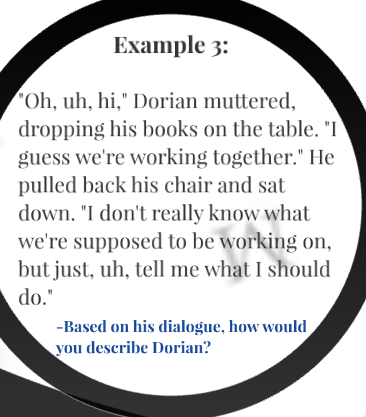 Example 3:
"Oh, uh, hi," Dorian muttered,
dropping his books on the table. "I
guess we're working together." He
pulled back his chair and sat
down. "I don't really know what
we're supposed to be working on,
but just, uh, tell me what I should
do."
-Based on his dialogue, how would
you describe Dorian?